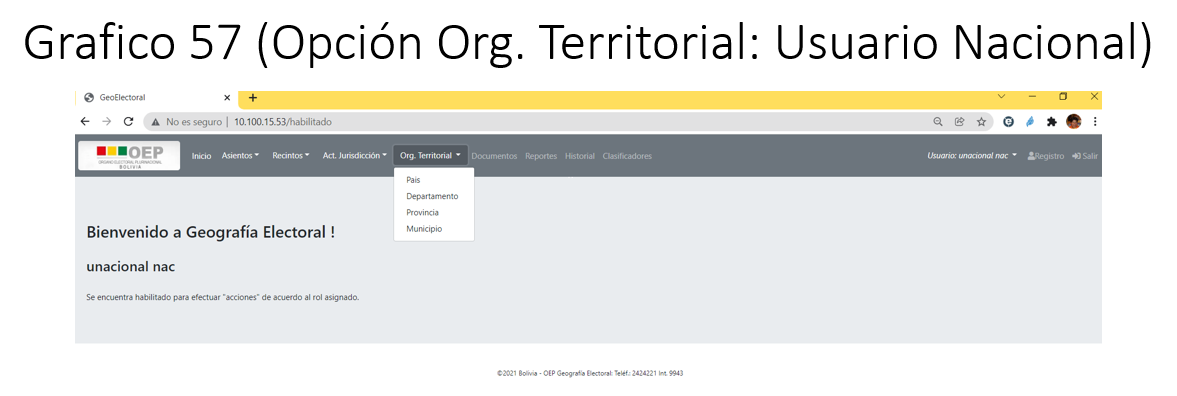 Grafico 57 (Opción Org. Territorial: Usuario Nacional)
GeoElectoral
No es seguro | 10.100.15.53/habilitado
OEP
ÓRGANO ELECTORAL PLURINACIONAL
BOLIVIA
Inicio Asientos Recintos Act. Jurisdicción Org. Territorial Documentos Reportes Historial Clasificadores Usuario: unacional nac Registro Salir
Pais
Departamento
Provincia
Municipio
Bienvenido a Geografía Electoral !
unacional nac
Se encuentra habilitado para efectuar "acciones" de acuerdo al rol asignado.
©2021 Bolivia - OEP Geografía Electoral: Teléf.: 2424221 Int. 9943